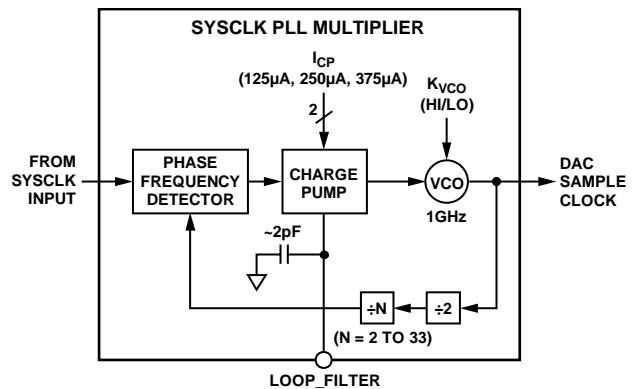 SYSCLK PLL MULTIPLIER
I_CP
(125µA, 250µA, 375µA)
2
K_VCO
(HI/LO)
FROM
SYSCLK
INPUT
PHASE
FREQUENCY
DETECTOR
CHARGE
PUMP
VCO
1GHz
DAC
SAMPLE
CLOCK
~2pF
÷N
÷2
(N = 2 TO 33)
LOOP_FILTER